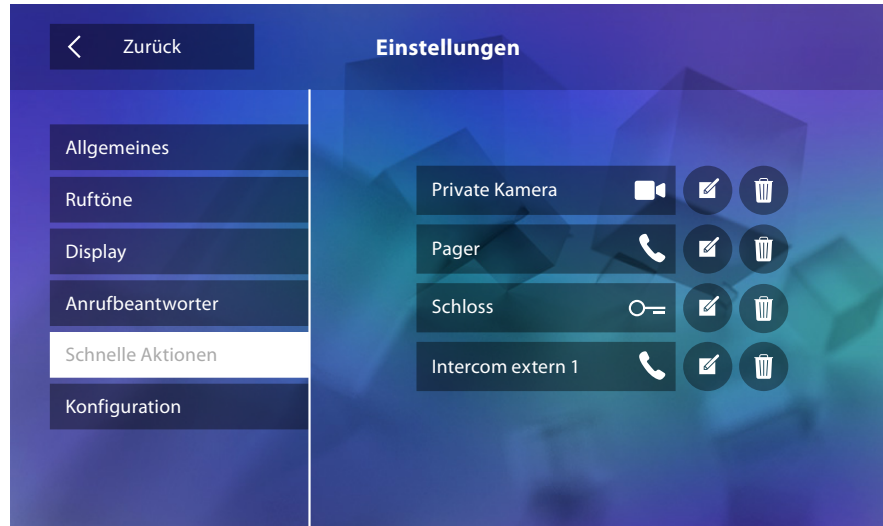 Zurück
Einstellungen
Allgemeines
Ruftöne
Display
Anrufbeantworter
Schnelle Aktionen
Konfiguration
Private Kamera
Pager
Schloss
Intercom extern 1